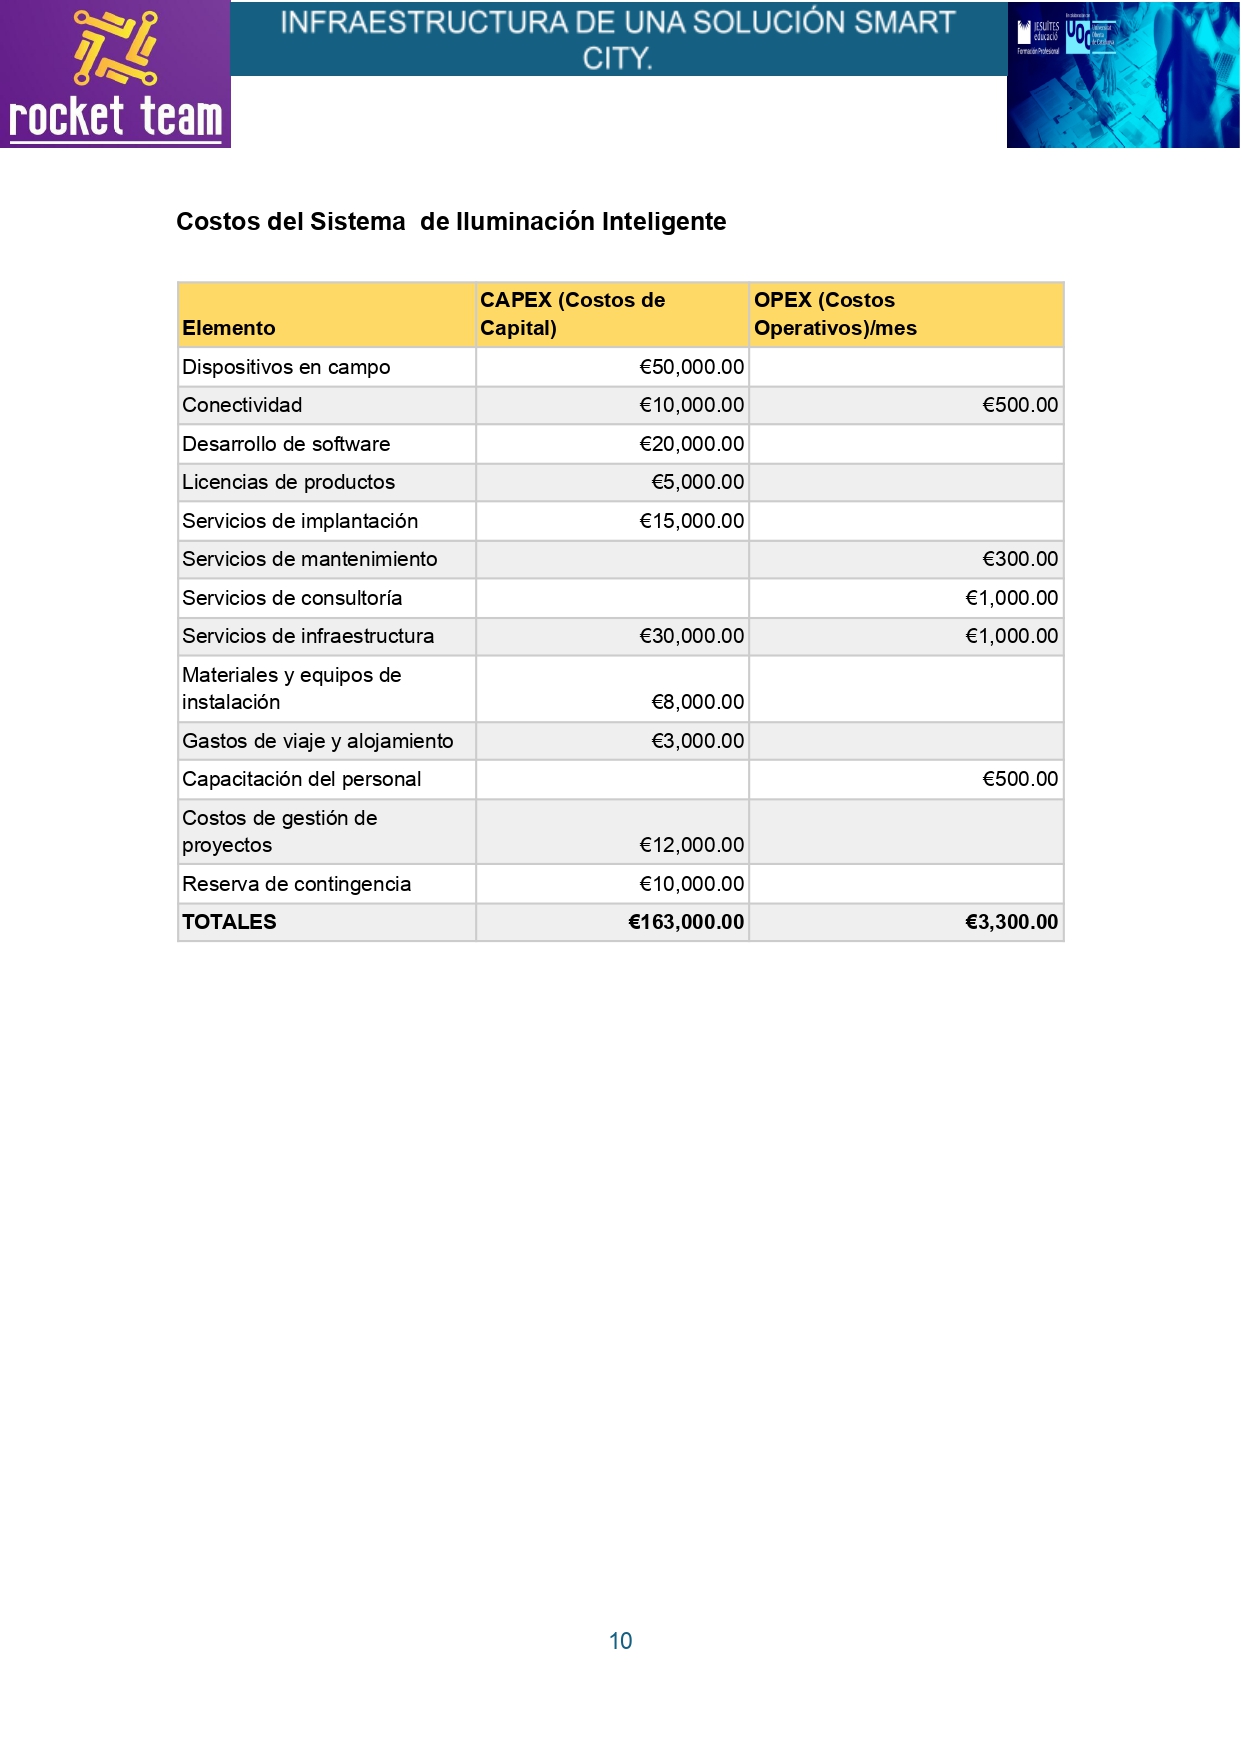 rocket team
INFRAESTRUCTURA DE UNA SOLUCIÓN SMART
CITY.
JESUÏTES
educació
Formación Profesional
UOC
Universitat
Oberta
de Catalunya
Costos del Sistema  de Iluminación Inteligente
Elemento
CAPEX (Costos de
Capital)
OPEX (Costos
Operativos)/mes
Dispositivos en campo €50,000.00
Conectividad €10,000.00 €500.00
Desarrollo de software €20,000.00
Licencias de productos €5,000.00
Servicios de implantación €15,000.00
Servicios de mantenimiento €300.00
Servicios de consultoría €1,000.00
Servicios de infraestructura €30,000.00 €1,000.00
Materiales y equipos de
instalación €8,000.00
Gastos de viaje y alojamiento €3,000.00
Capacitación del personal €500.00
Costos de gestión de
proyectos €12,000.00
Reserva de contingencia €10,000.00
TOTALES €163,000.00 €3,300.00
10